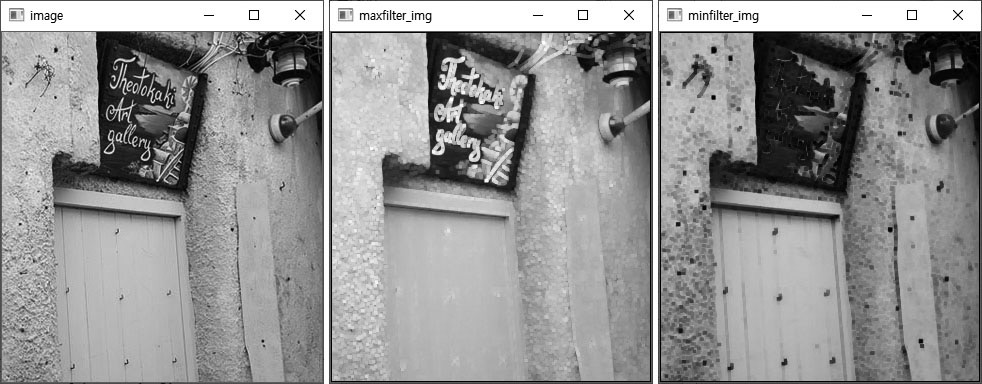 image
maxfilter_img
minfilter_img
Theotokaki
Art
gallery
Theotokaki
Art
gallery